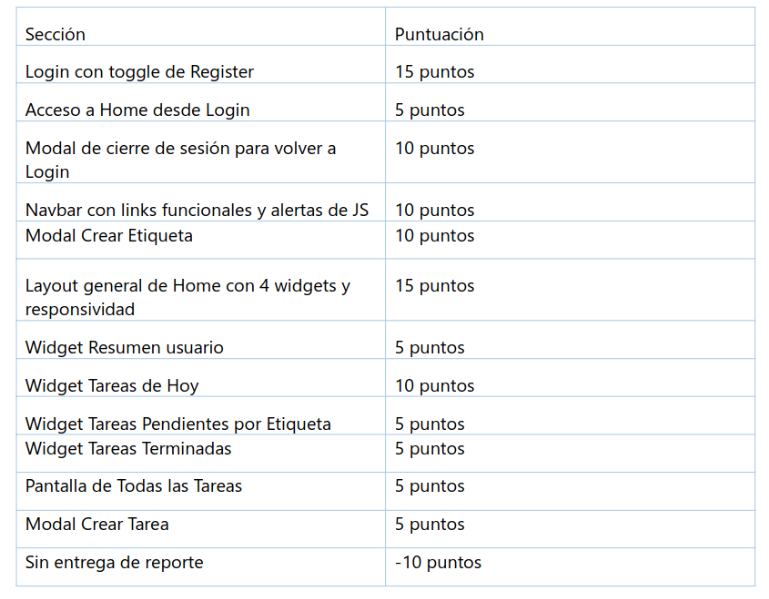 Sección Puntuación
Login con toggle de Register 15 puntos
Acceso a Home desde Login 5 puntos
Modal de cierre de sesión para volver a 10 puntos
Login
Navbar con links funcionales y alertas de JS 10 puntos
Modal Crear Etiqueta 10 puntos
Layout general de Home con 4 widgets y 15 puntos
responsividad
Widget Resumen usuario 5 puntos
Widget Tareas de Hoy 10 puntos
Widget Tareas Pendientes por Etiqueta 5 puntos
Widget Tareas Terminadas 5 puntos
Pantalla de Todas las Tareas 5 puntos
Modal Crear Tarea 5 puntos
Sin entrega de reporte -10 puntos